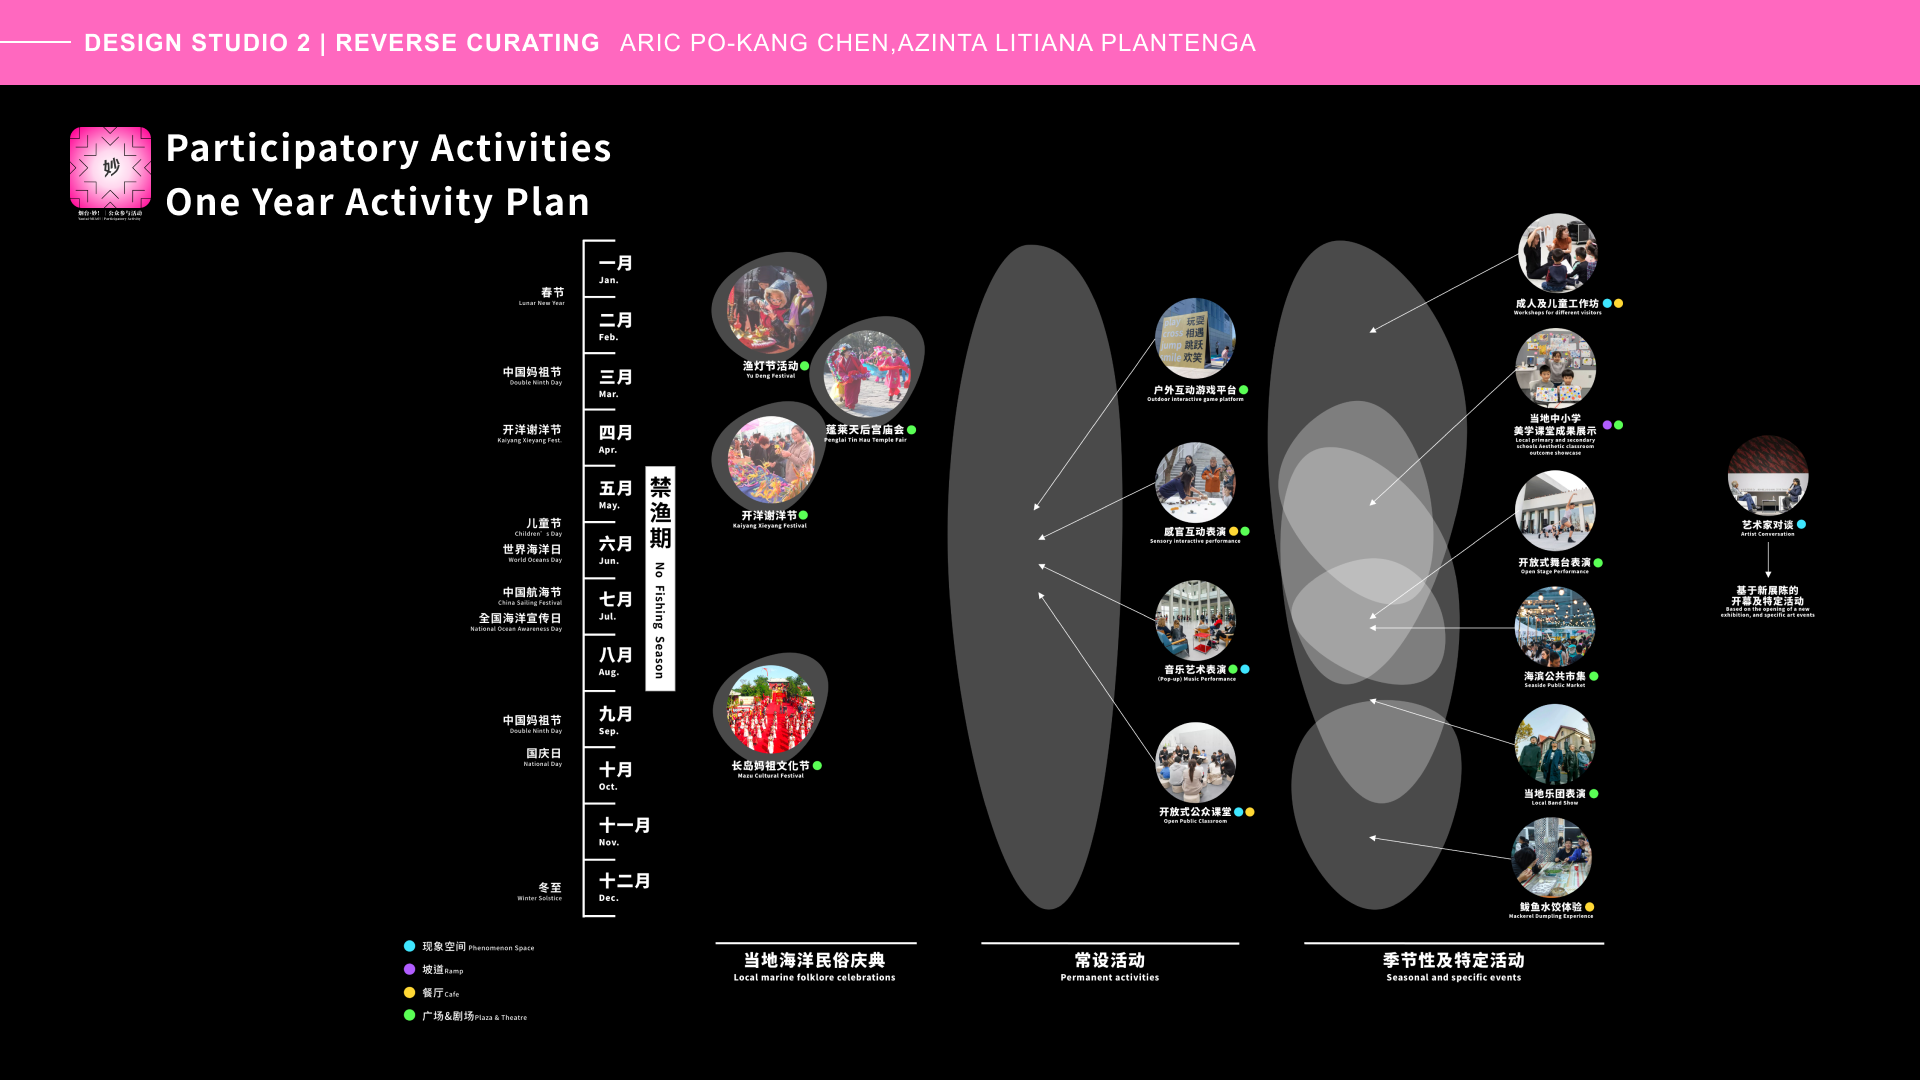 DESIGN STUDIO 2 | REVERSE CURATING ARIC PO-KANG CHEN,AZINTA LITIANA PLANTENGA
妙
烟台·妙! | 公众参与活动
Participatory Activities
One Year Activity Plan
一月
Jan.
春节
Lunar New Year
二月
Feb.
中国妈祖节
Double Ninth Day
三月
Mar.
开洋谢洋节
Kaiyang Xieyang Fest.
四月
Apr.
五月
May.
儿童节
Children's Day
世界海洋日
World Oceans Day
六月
Jun.
中国航海节
China Sailing Festival
七月
Jul.
全国海洋宣传日
National Ocean Awareness Day
八月
Aug.
中国妈祖节
Double Ninth Day
九月
Sep.
国庆日
National Day
十月
Oct.
十一月
Nov.
冬至
Winter Solstice
十二月
Dec.
禁渔期 No Fishing Season
渔灯节活动
Yu Deng Festival
蓬莱天后宫庙会
Penglai Tin Hau Temple Fair
开洋谢洋节
Kaiyang Xieyang Festival
长岛妈祖文化节
Mazu Cultural Festival
玩耍
相遇
jump 跳跃
smile 欢笑
户外互动游戏平台
Outdoor interactive game platform
感官互动表演
Sensory interactive performance
音乐艺术表演
(Pop-up) Music Performance
开放式公众课堂
Open Public Classroom
成人及儿童工作坊
Workshops for different visitors
当地中小学
美学课堂成果展示
Local primary and secondary
schools Aesthetic classroom
outcome showcase
开放式舞台表演
Open Stage Performance
海滨公共市集
Seaside Public Market
当地乐团表演
Local Band Show
鲅鱼水饺体验
Mackerel Dumpling Experience
艺术家对谈
Artist Conversation
基于新展陈的
开幕及特定活动
Based on the opening of a new
exhibition, and specific art events
当地海洋民俗庆典
Local marine folklore celebrations
常设活动
Permanent activities
季节性及特定活动
Seasonal and specific events
现象空间 Phenomenon Space
坡道 Ramp
餐厅 Cafe
广场&剧场 Plaza & Theatre